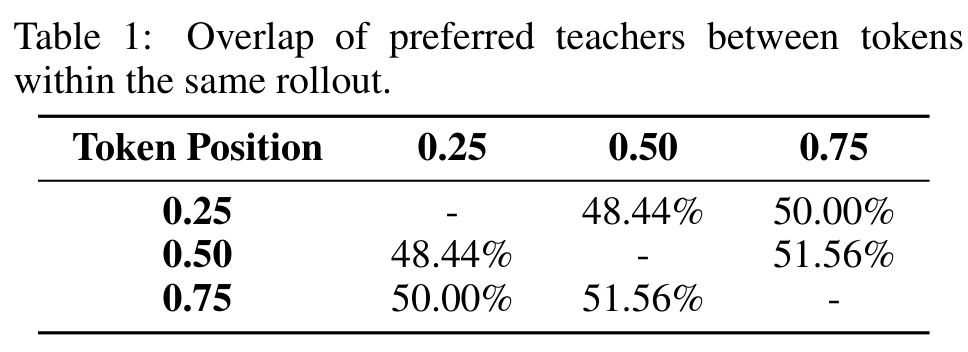 Table 1: Overlap of preferred teachers between tokens
within the same rollout.
Token Position 0.25 0.50 0.75
0.25 - 48.44% 50.00%
0.50 48.44% - 51.56%
0.75 50.00% 51.56% -